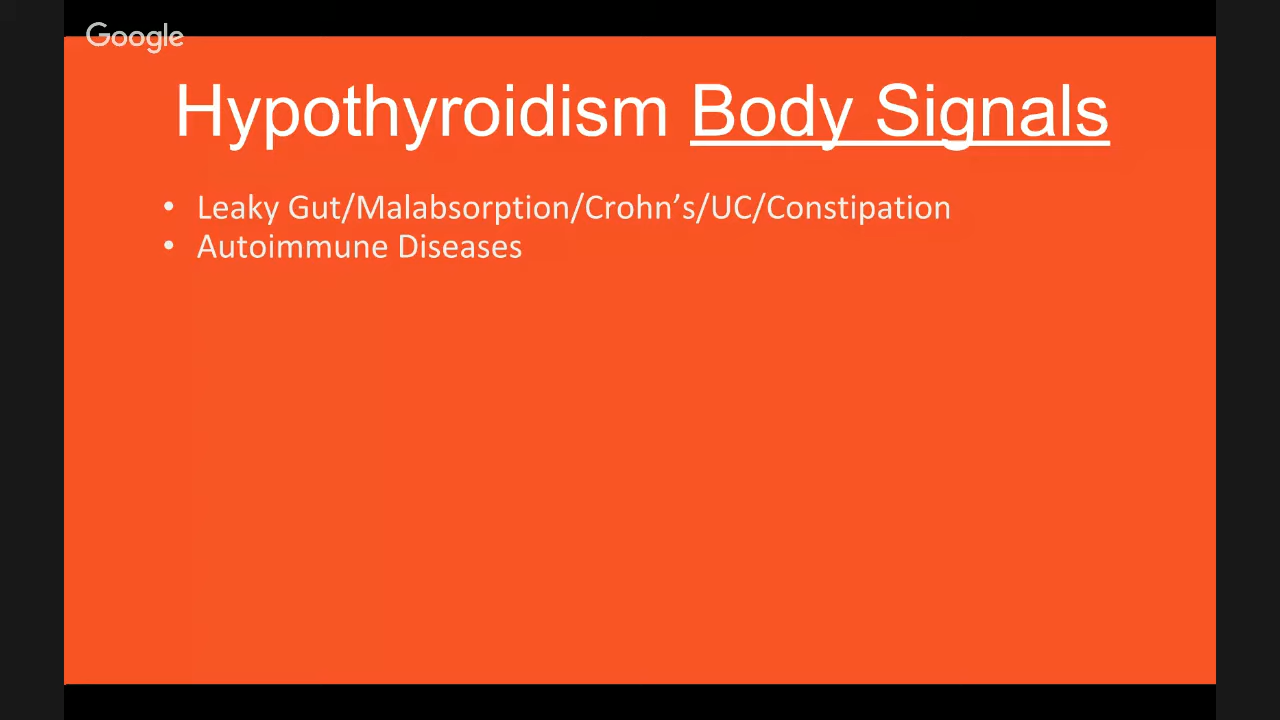 Google
Hypothyroidism Body Signals
• Leaky Gut/Malabsorption/Crohn’s/UC/Constipation
• Autoimmune Diseases